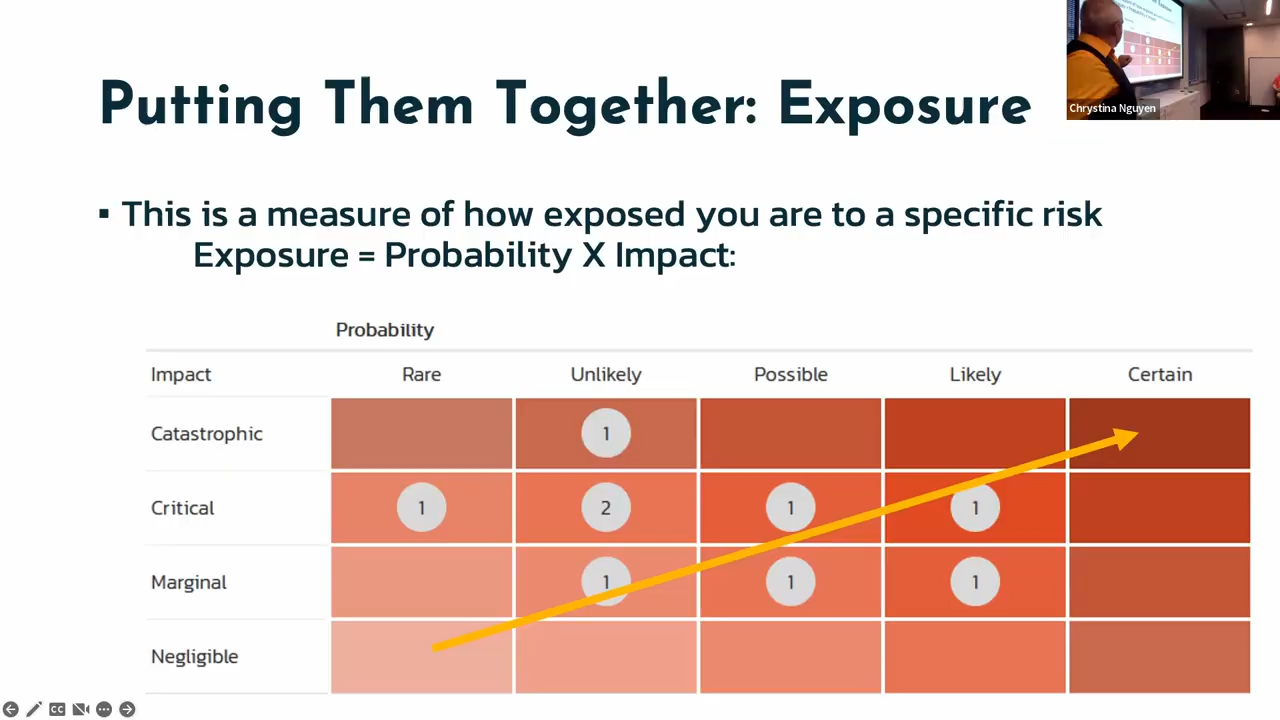 Putting Them Together: Exposure
Chrystina Nguyen
▪ This is a measure of how exposed you are to a specific risk
Exposure = Probability X Impact:
Probability
Impact Rare Unlikely Possible Likely Certain
Catastrophic 1
Critical 1 2 1 1
Marginal 1 1 1
Negligible
CC